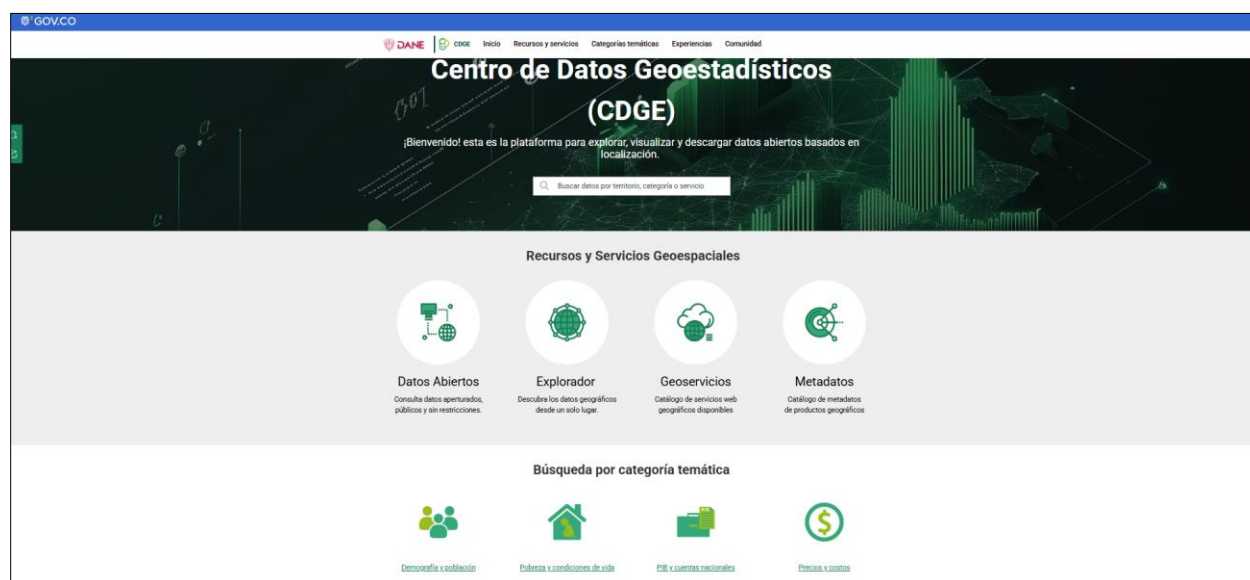 GOV.CO
DANE CDGE Inicio Recursos y servicios Categorías temáticas Experiencias Comunidad
Centro de Datos Geoestadísticos
(CDGE)
¡Bienvenido! esta es la plataforma para explorar, visualizar y descargar datos abiertos basados en
localización.
Buscar datos por territorio, categoría o servicio
Recursos y Servicios Geoespaciales
Datos Abiertos
Consulta datos aperturados,
públicos y sin restricciones.
Explorador
Descubra los datos geográficos
desde un solo lugar.
Geoservicios
Catálogo de servicios web
geográficos disponibles
Metadatos
Catálogo de metadatos
de productos geográficos
Búsqueda por categoría temática
Demografía y población
Pobreza y condiciones de vida
PIB y cuentas nacionales
Precios y costos